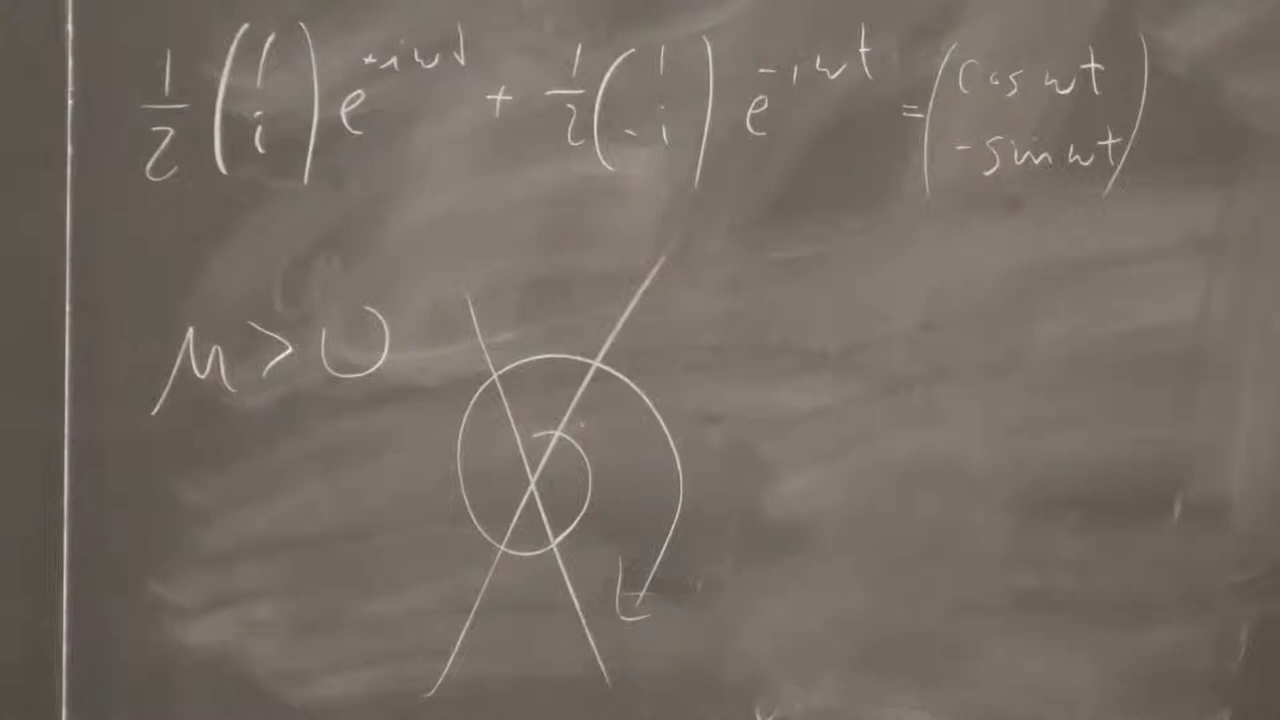 1/2 (1 i) e^{+iωt} + 1/2 (1 -i) e^{-iωt} = (cos ωt -sin ωt)
μ > 0